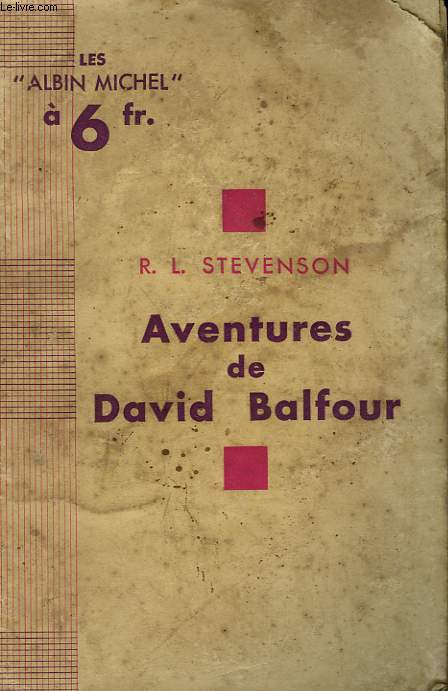 Le-livre.com
LES
"ALBIN MICHEL"
à 6 fr.
R. L. STEVENSON
Aventures
de
David Balfour